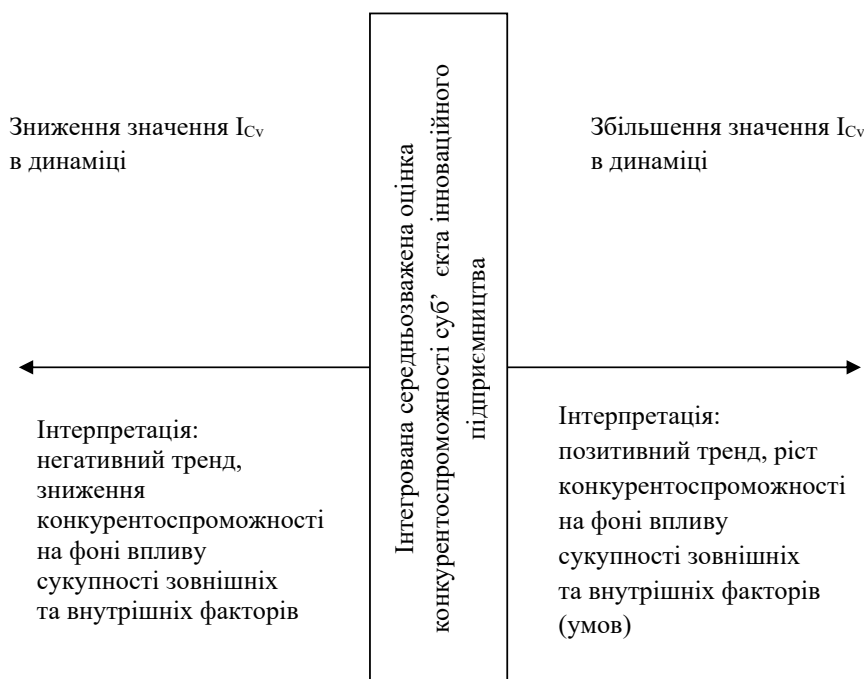 Зниження значення ICv
в динаміці
Інтерпретація:
негативний тренд,
зниження
конкурентоспроможності
на фоні впливу
сукупності зовнішніх
та внутрішніх факторів
Інтегрована середньозважена оцінка
конкурентоспроможності суб’ єкта інноваційного
підприємництва
Збільшення значення ICv
в динаміці
Інтерпретація:
позитивний тренд, ріст
конкурентоспроможності
на фоні впливу
сукупності зовнішніх
та внутрішніх факторів
(умов)